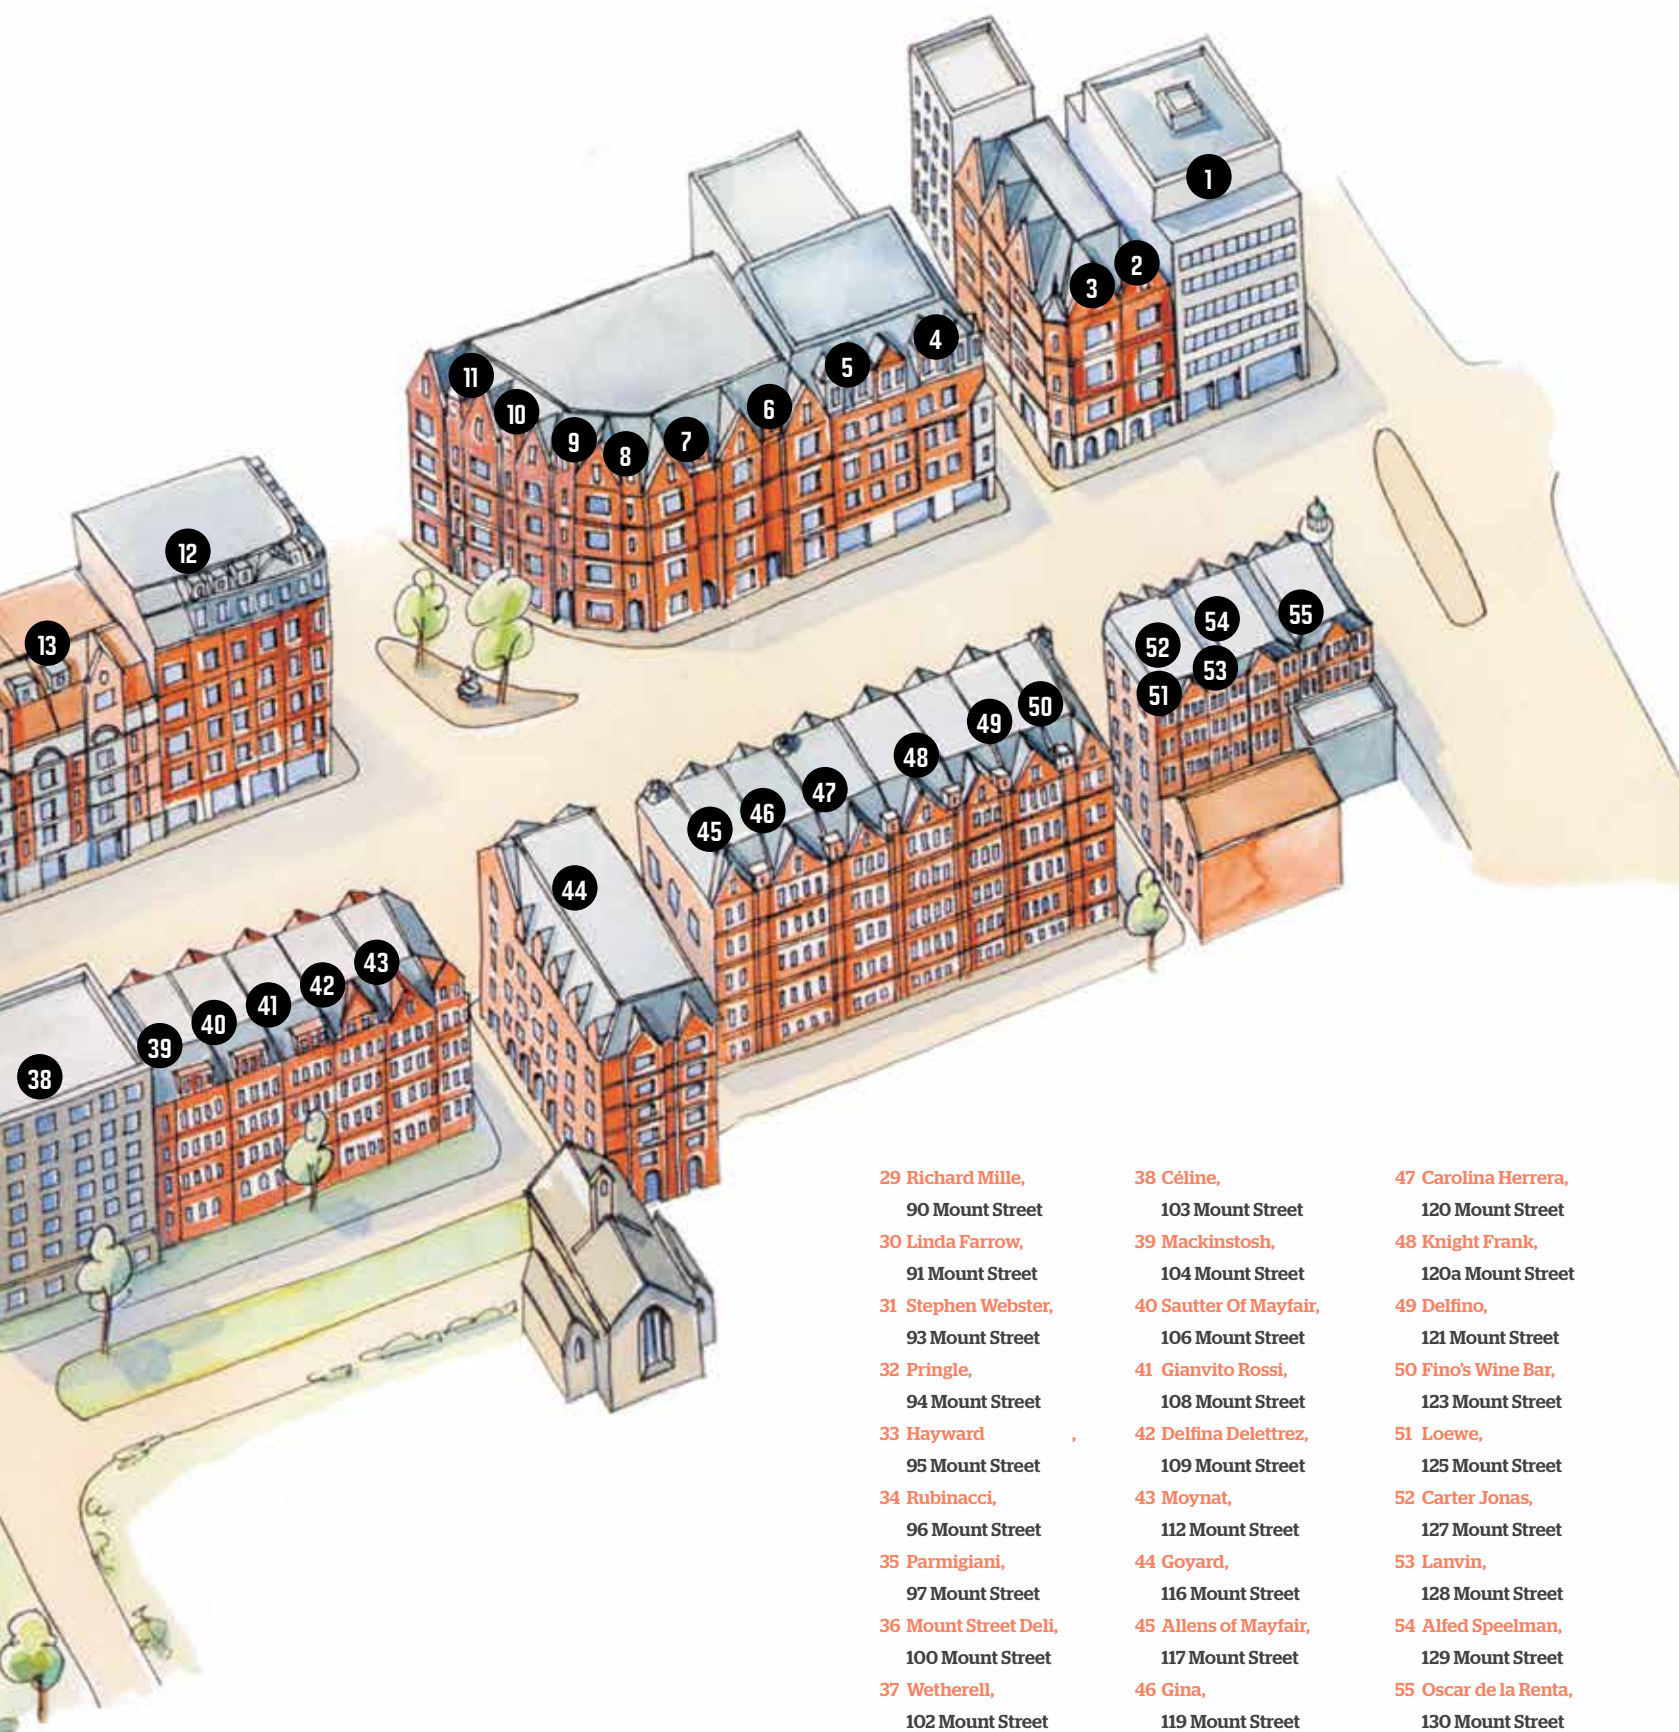 1
2
3
4
5
6
7
8
9
10
11
12
13
55
54
53
52
51
50
49
48
47
46
45
44
43
42
41
40
39
38
29 Richard Mille,
90 Mount Street
30 Linda Farrow,
91 Mount Street
31 Stephen Webster,
93 Mount Street
32 Pringle,
94 Mount Street
33 Hayward ,
95 Mount Street
34 Rubinacci,
96 Mount Street
35 Parmigiani,
97 Mount Street
36 Mount Street Deli,
100 Mount Street
37 Wetherell,
102 Mount Street
38 Céline,
103 Mount Street
39 Mackinstosh,
104 Mount Street
40 Sautter Of Mayfair,
106 Mount Street
41 Gianvito Rossi,
108 Mount Street
42 Delfina Delettrez,
109 Mount Street
43 Moynat,
112 Mount Street
44 Goyard,
116 Mount Street
45 Allens of Mayfair,
117 Mount Street
46 Gina,
119 Mount Street
47 Carolina Herrera,
120 Mount Street
48 Knight Frank,
120a Mount Street
49 Delfino,
121 Mount Street
50 Fino's Wine Bar,
123 Mount Street
51 Loewe,
125 Mount Street
52 Carter Jonas,
127 Mount Street
53 Lanvin,
128 Mount Street
54 Alfed Speelman,
129 Mount Street
55 Oscar de la Renta,
130 Mount Street